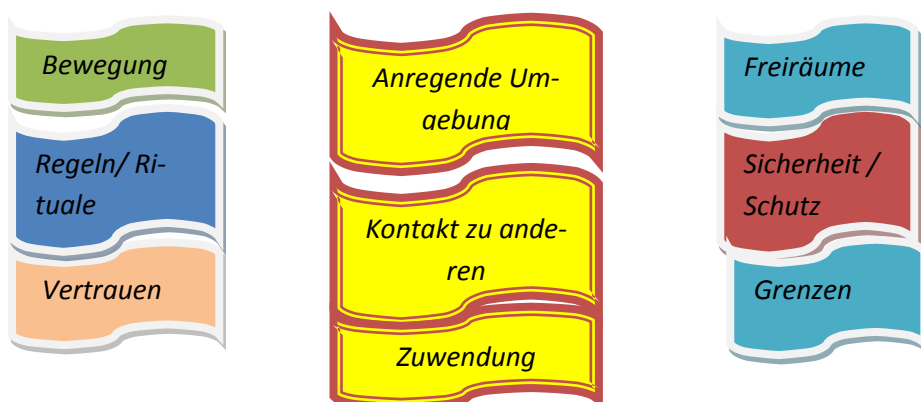 Bewegung
Regeln/ Ri-
tuale
Vertrauen
Anregende Um-
gebung
Kontakt zu ande-
ren
Zuwendung
Freiräume
Sicherheit /
Schutz
Grenzen